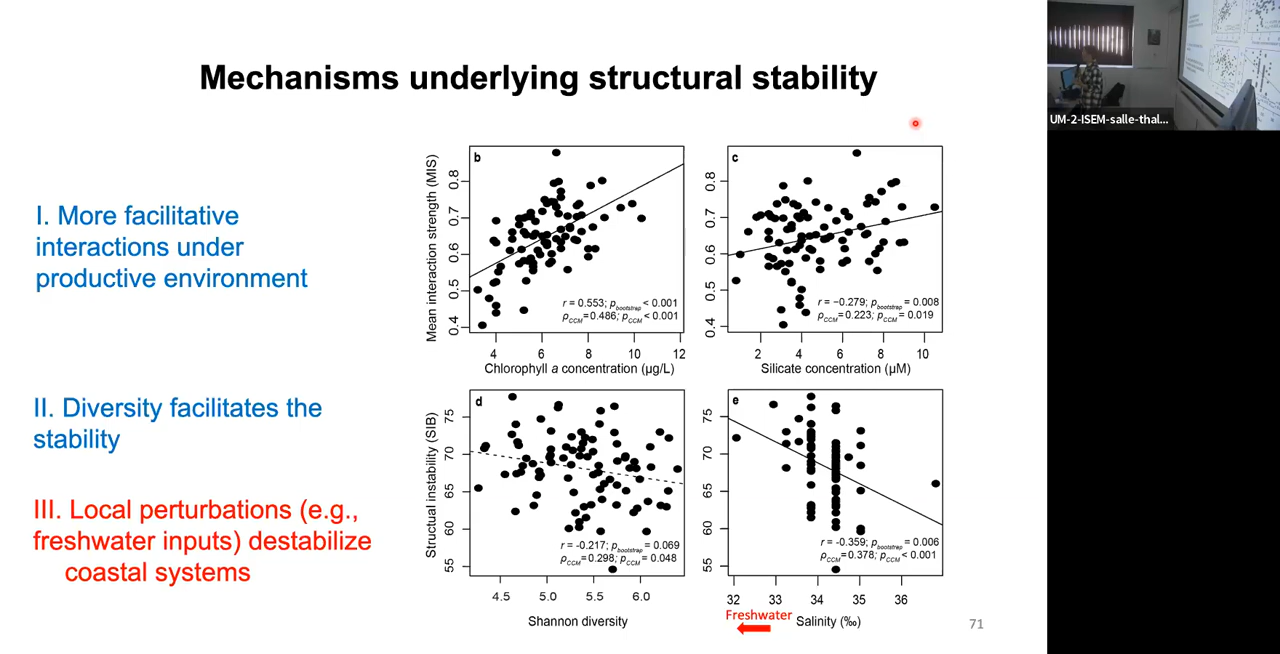 Mechanisms underlying structural stability
UM-2-ISEM-salle-thal...
I. More facilitative
interactions under
productive environment
II. Diversity facilitates the
stability
III. Local perturbations (e.g.,
freshwater inputs) destabilize
coastal systems
b
Mean interaction strength (MIS)
0.8
0.7
0.6
0.5
0.4
r = 0.553; pbootstrap < 0.001
ρCCM=0.486; pCCM < 0.001
4 6 8 10 12
Chlorophyll a concentration (µg/L)
c
0.8
0.7
0.6
0.5
0.4
r = −0.279; pbootstrap = 0.008
ρCCM=0.223; pCCM = 0.019
2 4 6 8 10
Silicate concentration (µM)
d
Structual instability (SIB)
75
70
65
60
55
r = -0.217; pbootstrap = 0.069
ρCCM=0.298; pCCM = 0.048
4.5 5.0 5.5 6.0
Shannon diversity
e
75
70
65
60
55
r = -0.359; pbootstrap = 0.006
ρCCM=0.378; pCCM < 0.001
32 33 34 35 36
Freshwater
Salinity (‰)
71